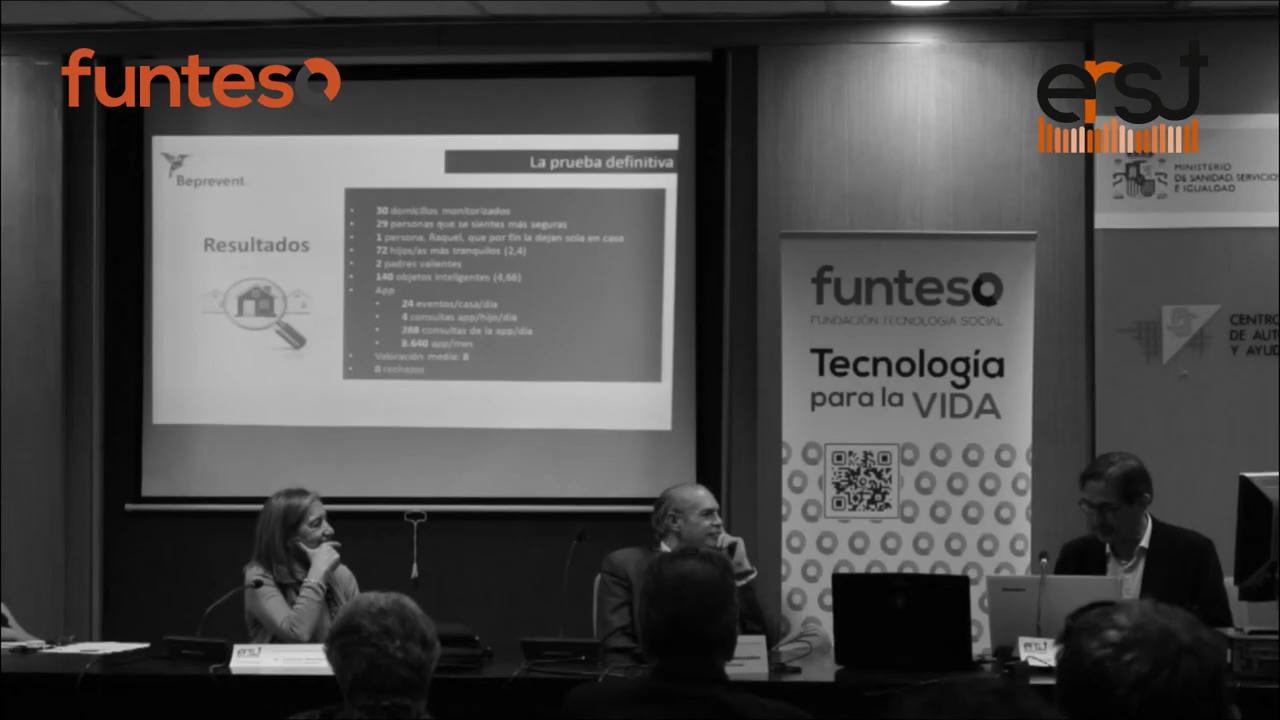 funteso
ersJt
Beprevent
La prueba definitiva
Resultados
30 domicilios monitorizados
29 personas que se sientes más seguras
1 persona, Raquel, que por fin la dejan sola en casa
72 hijos/as más tranquilos (2,4)
2 padres valientes
140 objetos inteligentes (4,66)
App
24 eventos/casa/día
4 consultas app/hijo/día
288 consultas de la app/día
8.640 app/mes
Valoración media: 8
0 rechazos
funteso
FUNDACIÓN TECNOLOGÍA SOCIAL
Tecnología
para la VIDA
MINISTERIO
DE SANIDAD, SERVICIO
E IGUALDAD
CENTRO
DE AUT
Y AYUD